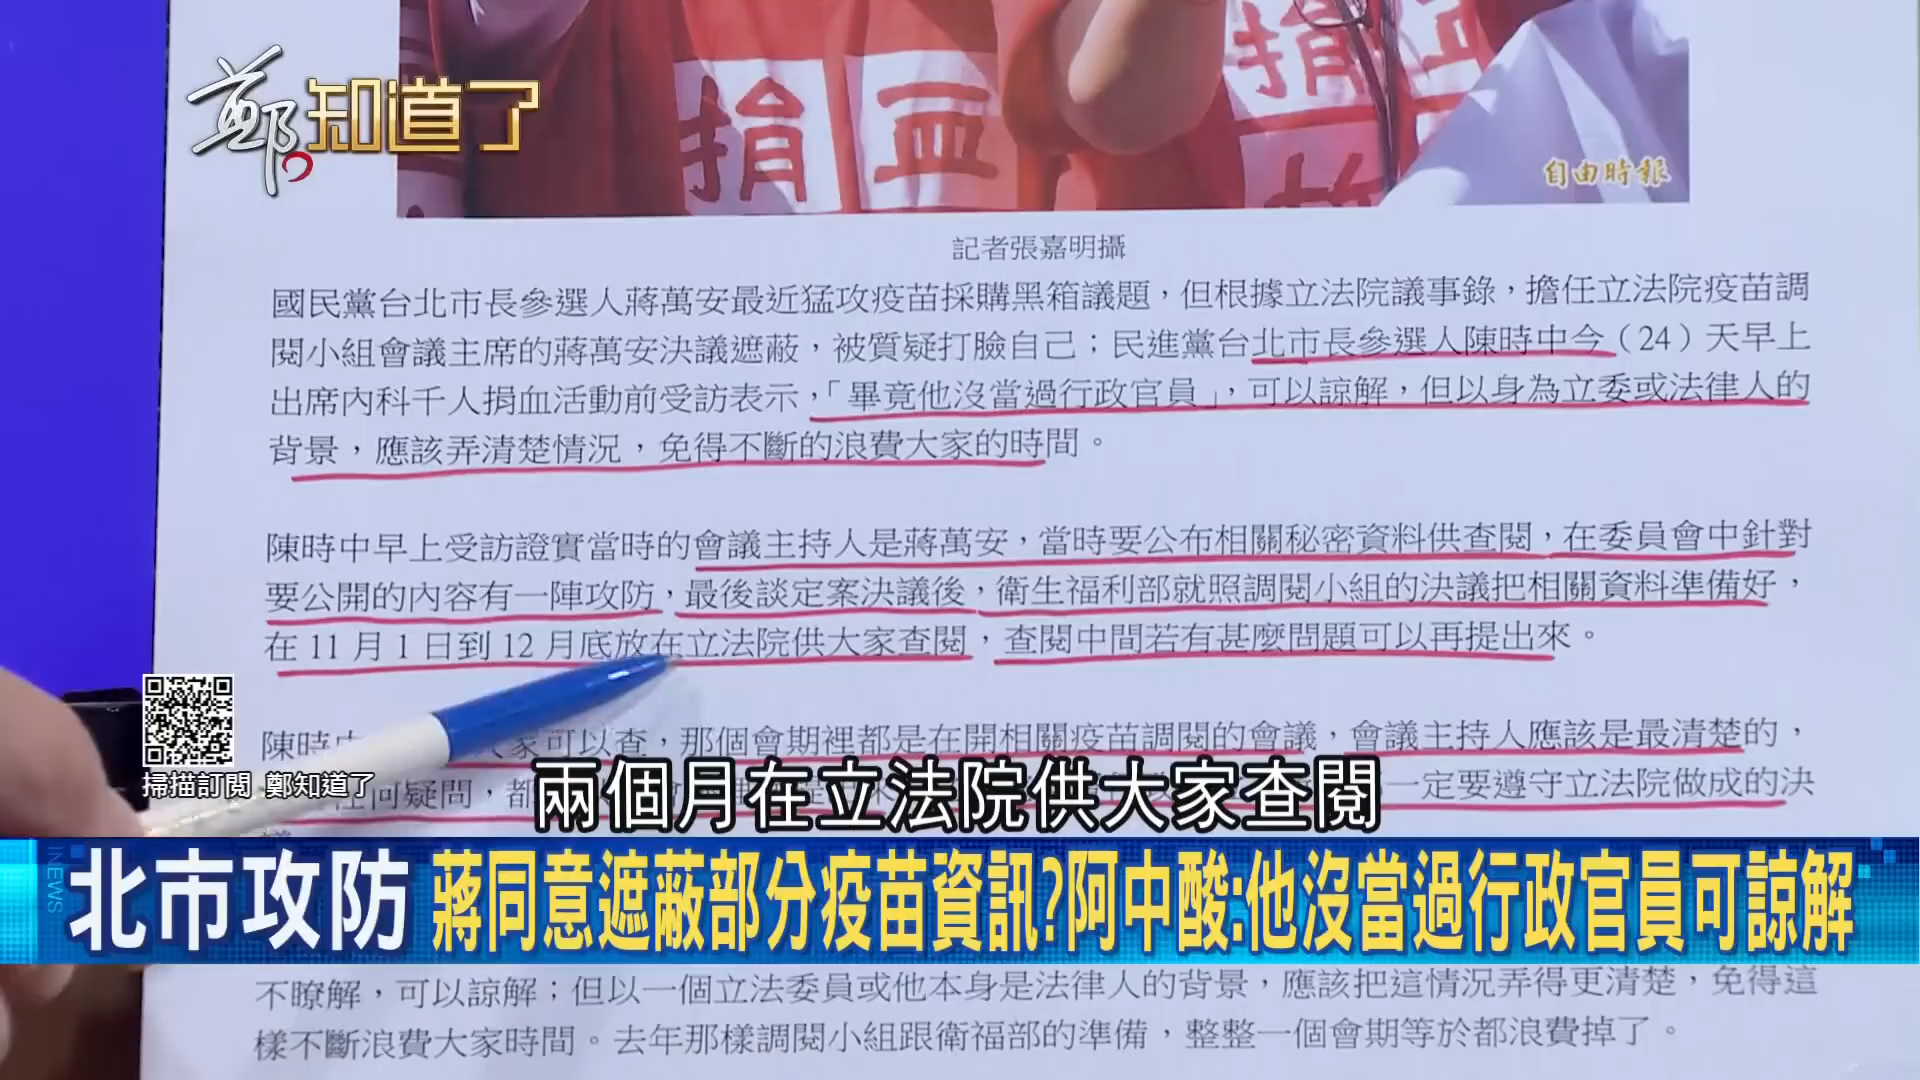 鄭知道了
捐血
捐血
自由時報
記者張嘉明攝
國民黨台北市長參選人蔣萬安最近猛攻疫苗採購黑箱議題，但根據立法院議事錄，擔任立法院疫苗調
閱小組會議主席的蔣萬安決議遮蔽，被質疑打臉自己；民進黨台北市長參選人陳時中今（24）天早上
出席內科千人捐血活動前受訪表示，「畢竟他沒當過行政官員」，可以諒解，但以身為立委或法律人的
背景，應該弄清楚情況，免得不斷的浪費大家的時間。
陳時中早上受訪證實當時的會議主持人是蔣萬安，當時要公布相關秘密資料供查閱，在委員會中針對
要公開的內容有一陣攻防，最後談定案決議後，衛生福利部就照調閱小組的決議把相關資料準備好，
在 11 月 1 日到 12 月底放在立法院供大家查閱，查閱中間若有甚麼問題可以再提出來。
陳時 家可以查，那個會期裡都是在開相關疫苗調閱的會議，會議主持人應該是最清楚的，
任何疑問，都 一定要遵守立法院做成的決
掃描訂閱 鄭知道了
兩個月在立法院供大家查閱
INEWS
北市攻防 蔣同意遮蔽部分疫苗資訊?阿中酸:他沒當過行政官員可諒解
不瞭解，可以諒解；但以一個立法委員或他本身是法律人的背景，應該把這情況弄得更清楚，免得這
樣不斷浪費大家時間。去年那樣調閱小組跟衛福部的準備，整整一個會期等於都浪費掉了。